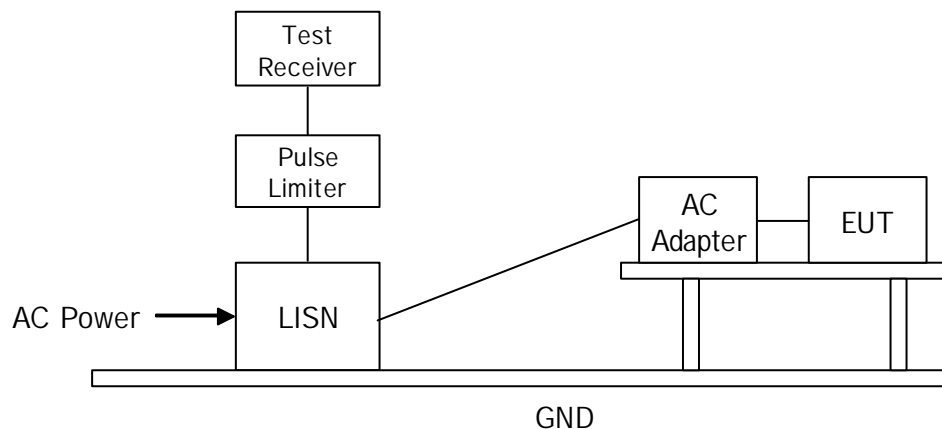 Test
Receiver
Pulse
Limiter
AC
Adapter
EUT
AC Power
LISN
GND